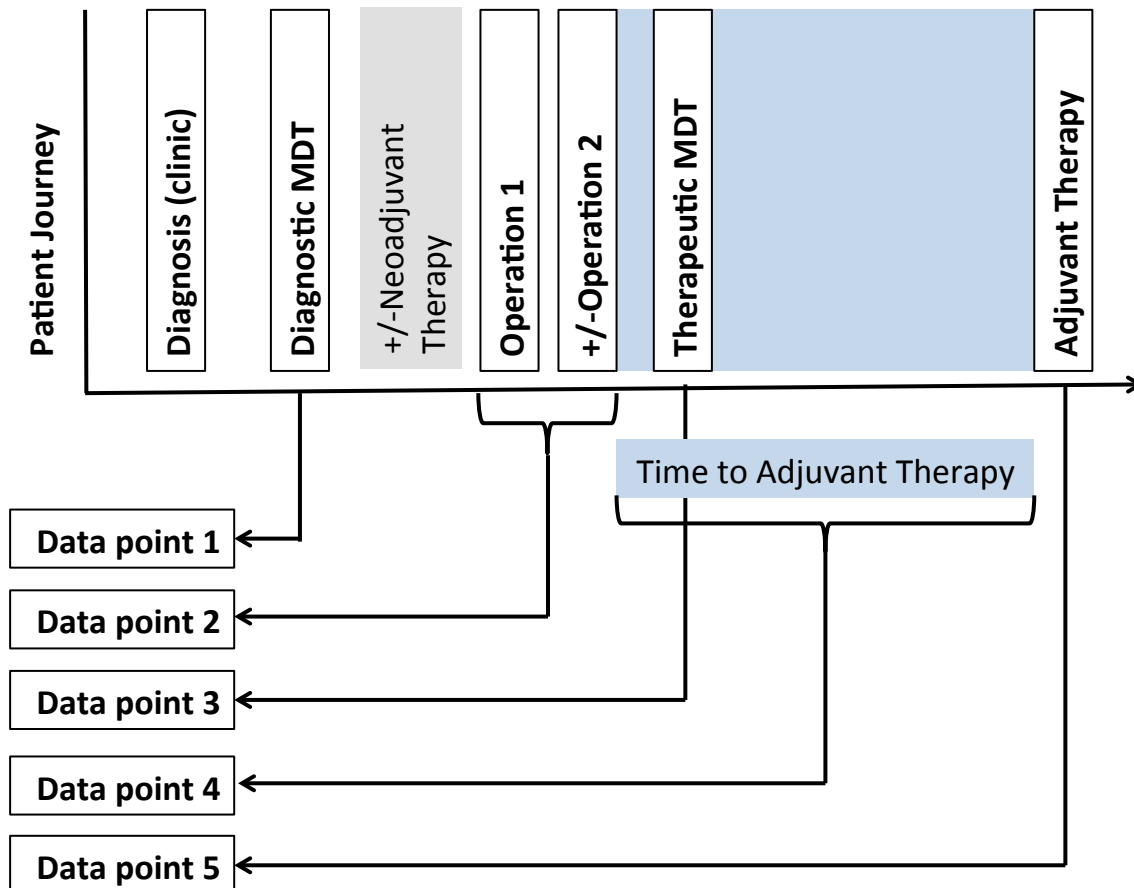 Patient Journey
Diagnosis (clinic)
Diagnostic MDT
+/-Neoadjuvant
Therapy
Operation 1
+/-Operation 2
Therapeutic MDT
Adjuvant Therapy
Time to Adjuvant Therapy
Data point 1
Data point 2
Data point 3
Data point 4
Data point 5